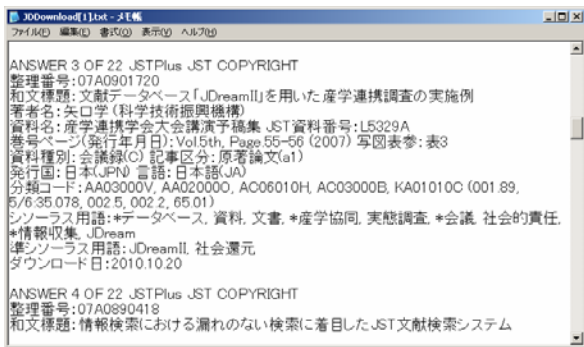 JDDownload[1].txt - メモ帳
ファイル(F) 編集(E) 書式(O) 表示(V) ヘルプ(H)
ANSWER 3 OF 22 JSTPlus JST COPYRIGHT
整理番号:07A0901720
和文標題:文献データベース「JDreamII」を用いた産学連携調査の実施例
著者名:矢口学(科学技術振興機構)
資料名:産学連携学会大会講演予稿集 JST資料番号:L5329A
巻号ページ(発行年月日):Vol.5th, Page.55-56 (2007) 写図表参:表3
資料種別:会議録(C) 記事区分:原著論文(a1)
発行国:日本(JPN) 言語:日本語(JA)
分類コード:AA03000V, AA02000O, AC06010H, AC03000B, KA01010C (001.89,
5/6:35.078, 002.5, 002.2, 65.01)
シソーラス用語:*データベース, 資料, 文書, *産学協同, 実態調査, *会議, 社会的責任,
*情報収集, JDream
準シソーラス用語:JDreamII, 社会還元
ダウンロード日:2010.10.20
ANSWER 4 OF 22 JSTPlus JST COPYRIGHT
整理番号:07A0890418
和文標題:情報検索における漏れのない検索に着目したJST文献検索システム